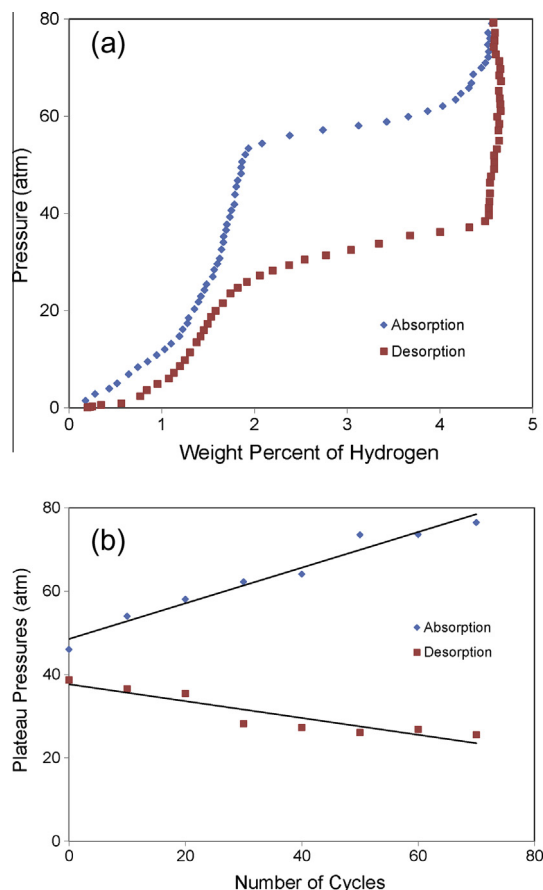 (a)
80
60
40
20
0
Pressure (atm)
Absorption
Desorption
0 1 2 3 4 5
Weight Percent of Hydrogen
(b)
80
60
40
20
0
Plateau Pressures (atm)
Absorption
Desorption
0 20 40 60 80
Number of Cycles